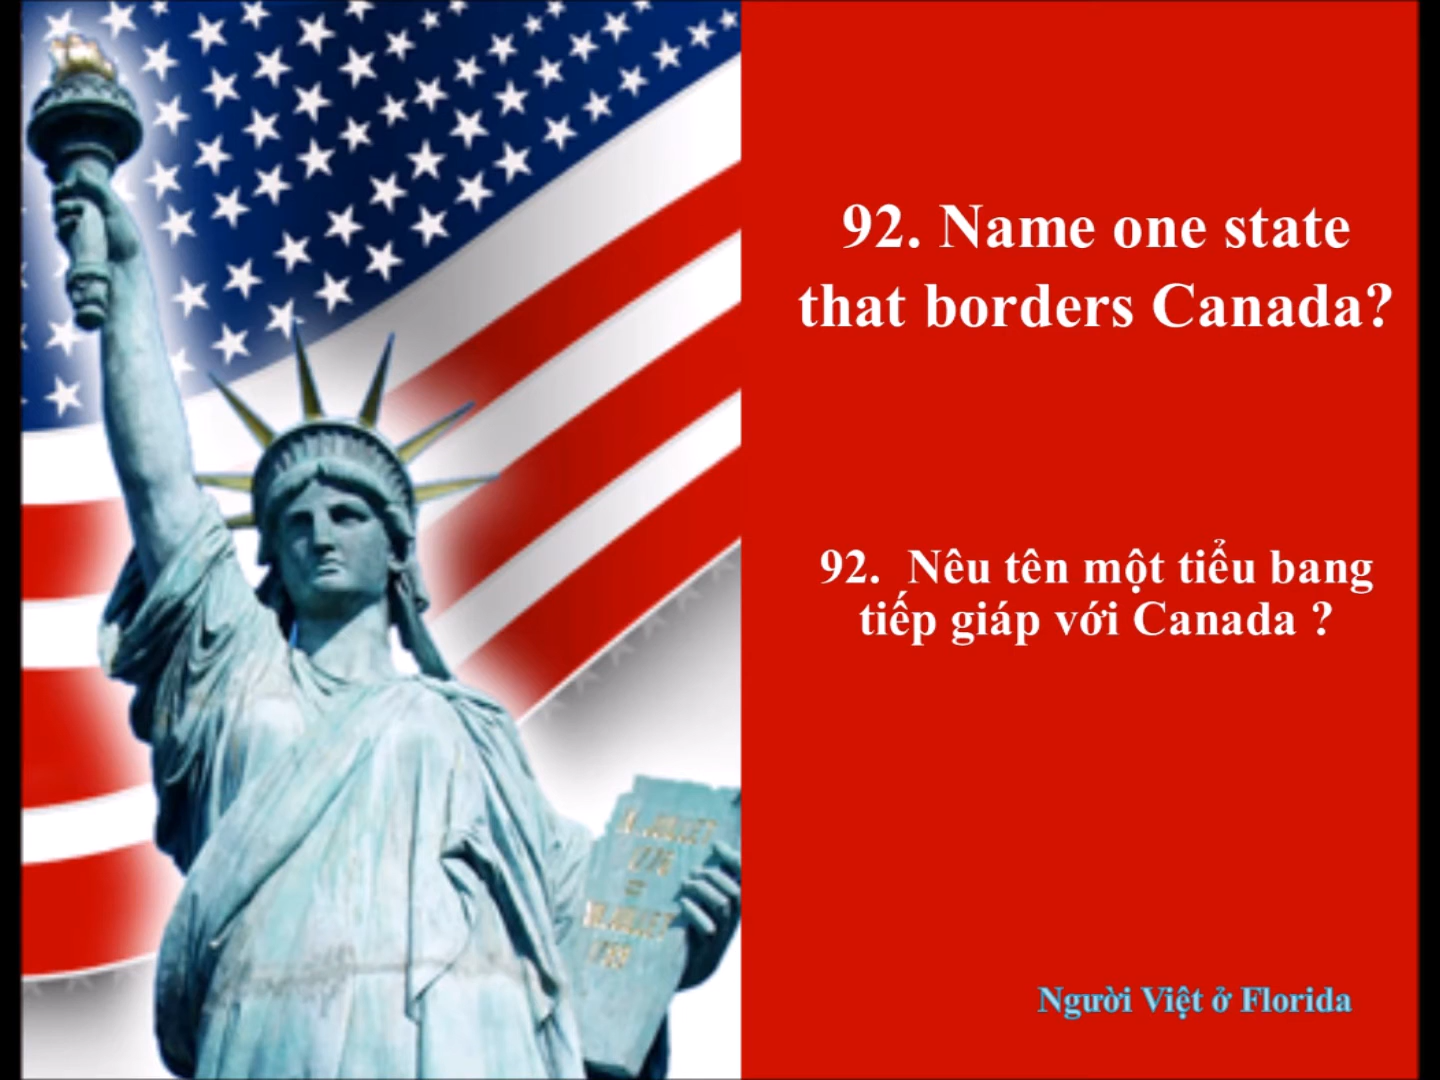 92. Name one state
that borders Canada?
92. Nêu tên một tiểu bang
tiếp giáp với Canada ?
Người Việt ở Florida